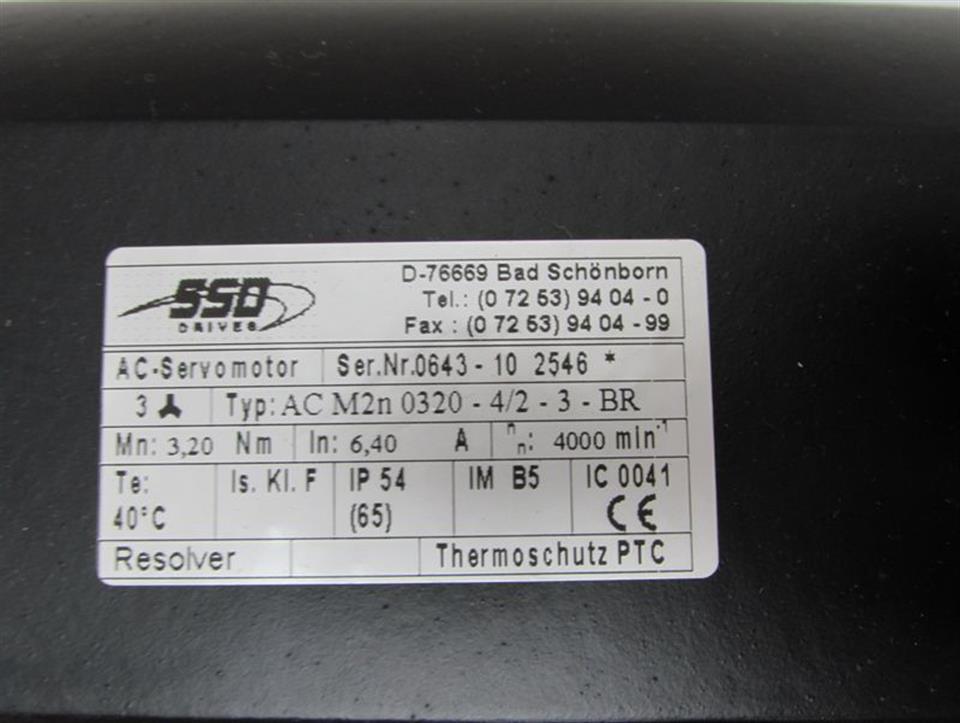 SSD
DRIVES
D-76669 Bad Schönborn
Tel.: (0 72 53) 94 04 - 0
Fax : (0 72 53) 94 04 - 99
AC-Servomotor Ser.Nr.0643 - 10 2546 *
3 Typ: AC M2n 0320 - 4/2 - 3 - BR
Mn: 3,20 Nm In: 6,40 A nn: 4000 min-1
Te: Is. Kl. F IP 54 IM B5 IC 0041
40°C (65) CE
Resolver Thermoschutz PTC